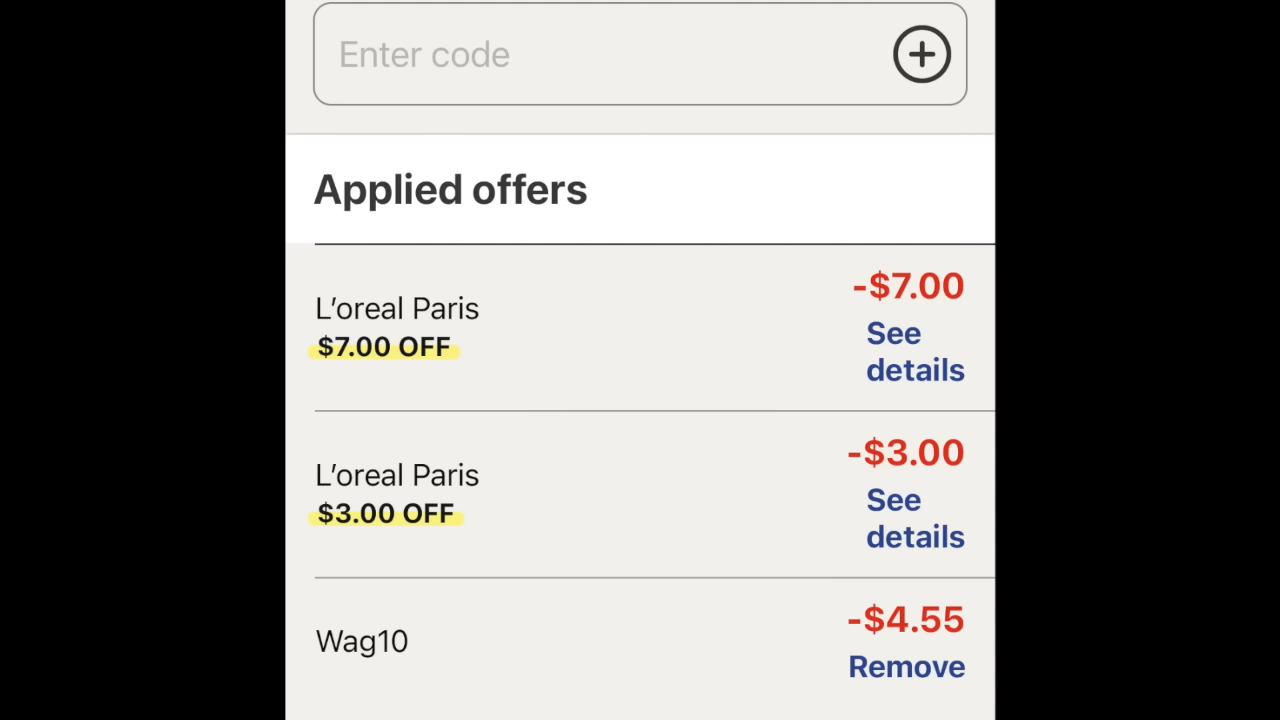 Enter code
Applied offers
L’oreal Paris
$7.00 OFF
-$7.00
See
details
L’oreal Paris
$3.00 OFF
-$3.00
See
details
Wag10
-$4.55
Remove